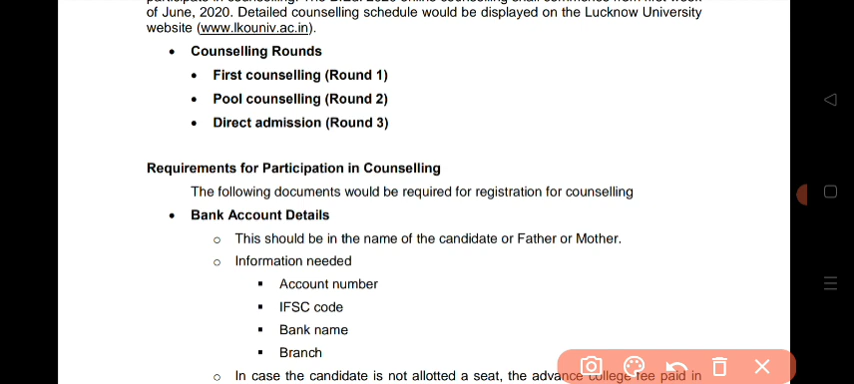 of June, 2020. Detailed counselling schedule would be displayed on the Lucknow University
website (www.lkouniv.ac.in).
• Counselling Rounds
• First counselling (Round 1)
• Pool counselling (Round 2)
• Direct admission (Round 3)
Requirements for Participation in Counselling
The following documents would be required for registration for counselling
• Bank Account Details
o This should be in the name of the candidate or Father or Mother.
o Information needed
▪ Account number
▪ IFSC code
▪ Bank name
▪ Branch
o In case the candidate is not allotted a seat, the advance college fee paid in